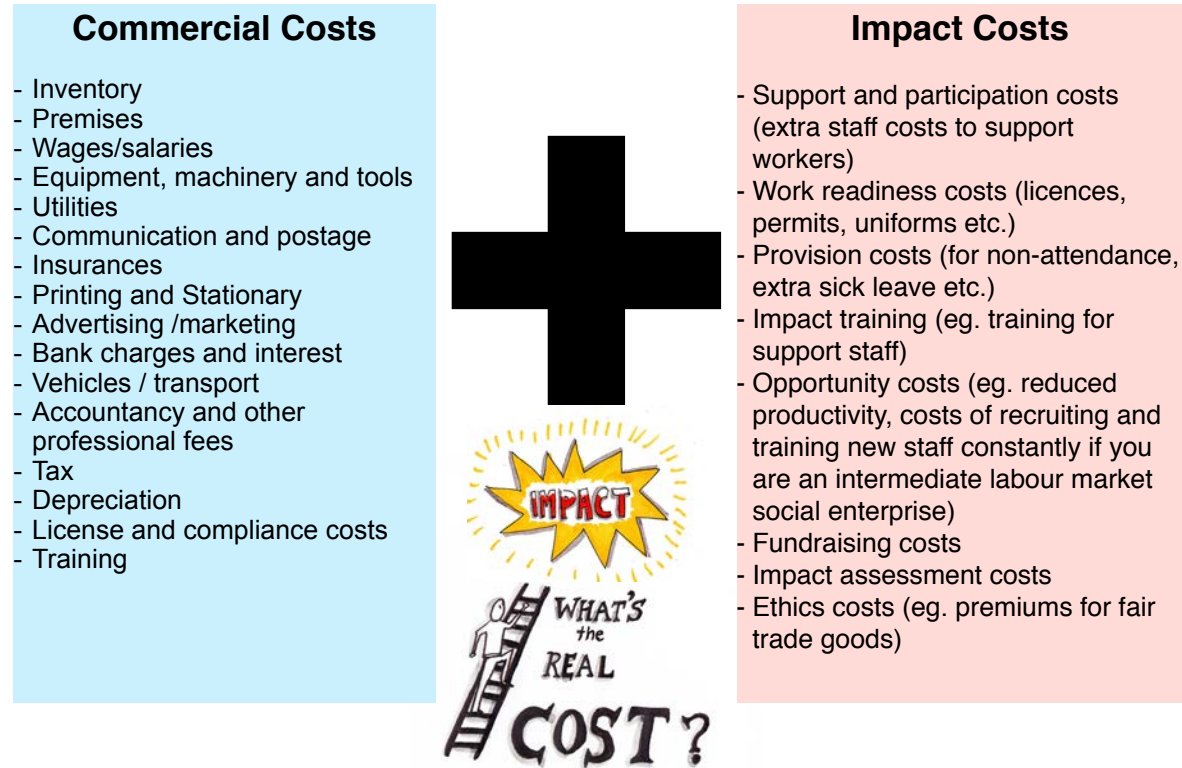 Commercial Costs
- Inventory
- Premises
- Wages/salaries
- Equipment, machinery and tools
- Utilities
- Communication and postage
- Insurances
- Printing and Stationary
- Advertising /marketing
- Bank charges and interest
- Vehicles / transport
- Accountancy and other
professional fees
- Tax
- Depreciation
- License and compliance costs
- Training
IMPACT
WHAT'S
the
REAL
COST?
Impact Costs
- Support and participation costs
(extra staff costs to support
workers)
- Work readiness costs (licences,
permits, uniforms etc.)
- Provision costs (for non-attendance,
extra sick leave etc.)
- Impact training (eg. training for
support staff)
- Opportunity costs (eg. reduced
productivity, costs of recruiting and
training new staff constantly if you
are an intermediate labour market
social enterprise)
- Fundraising costs
- Impact assessment costs
- Ethics costs (eg. premiums for fair
trade goods)